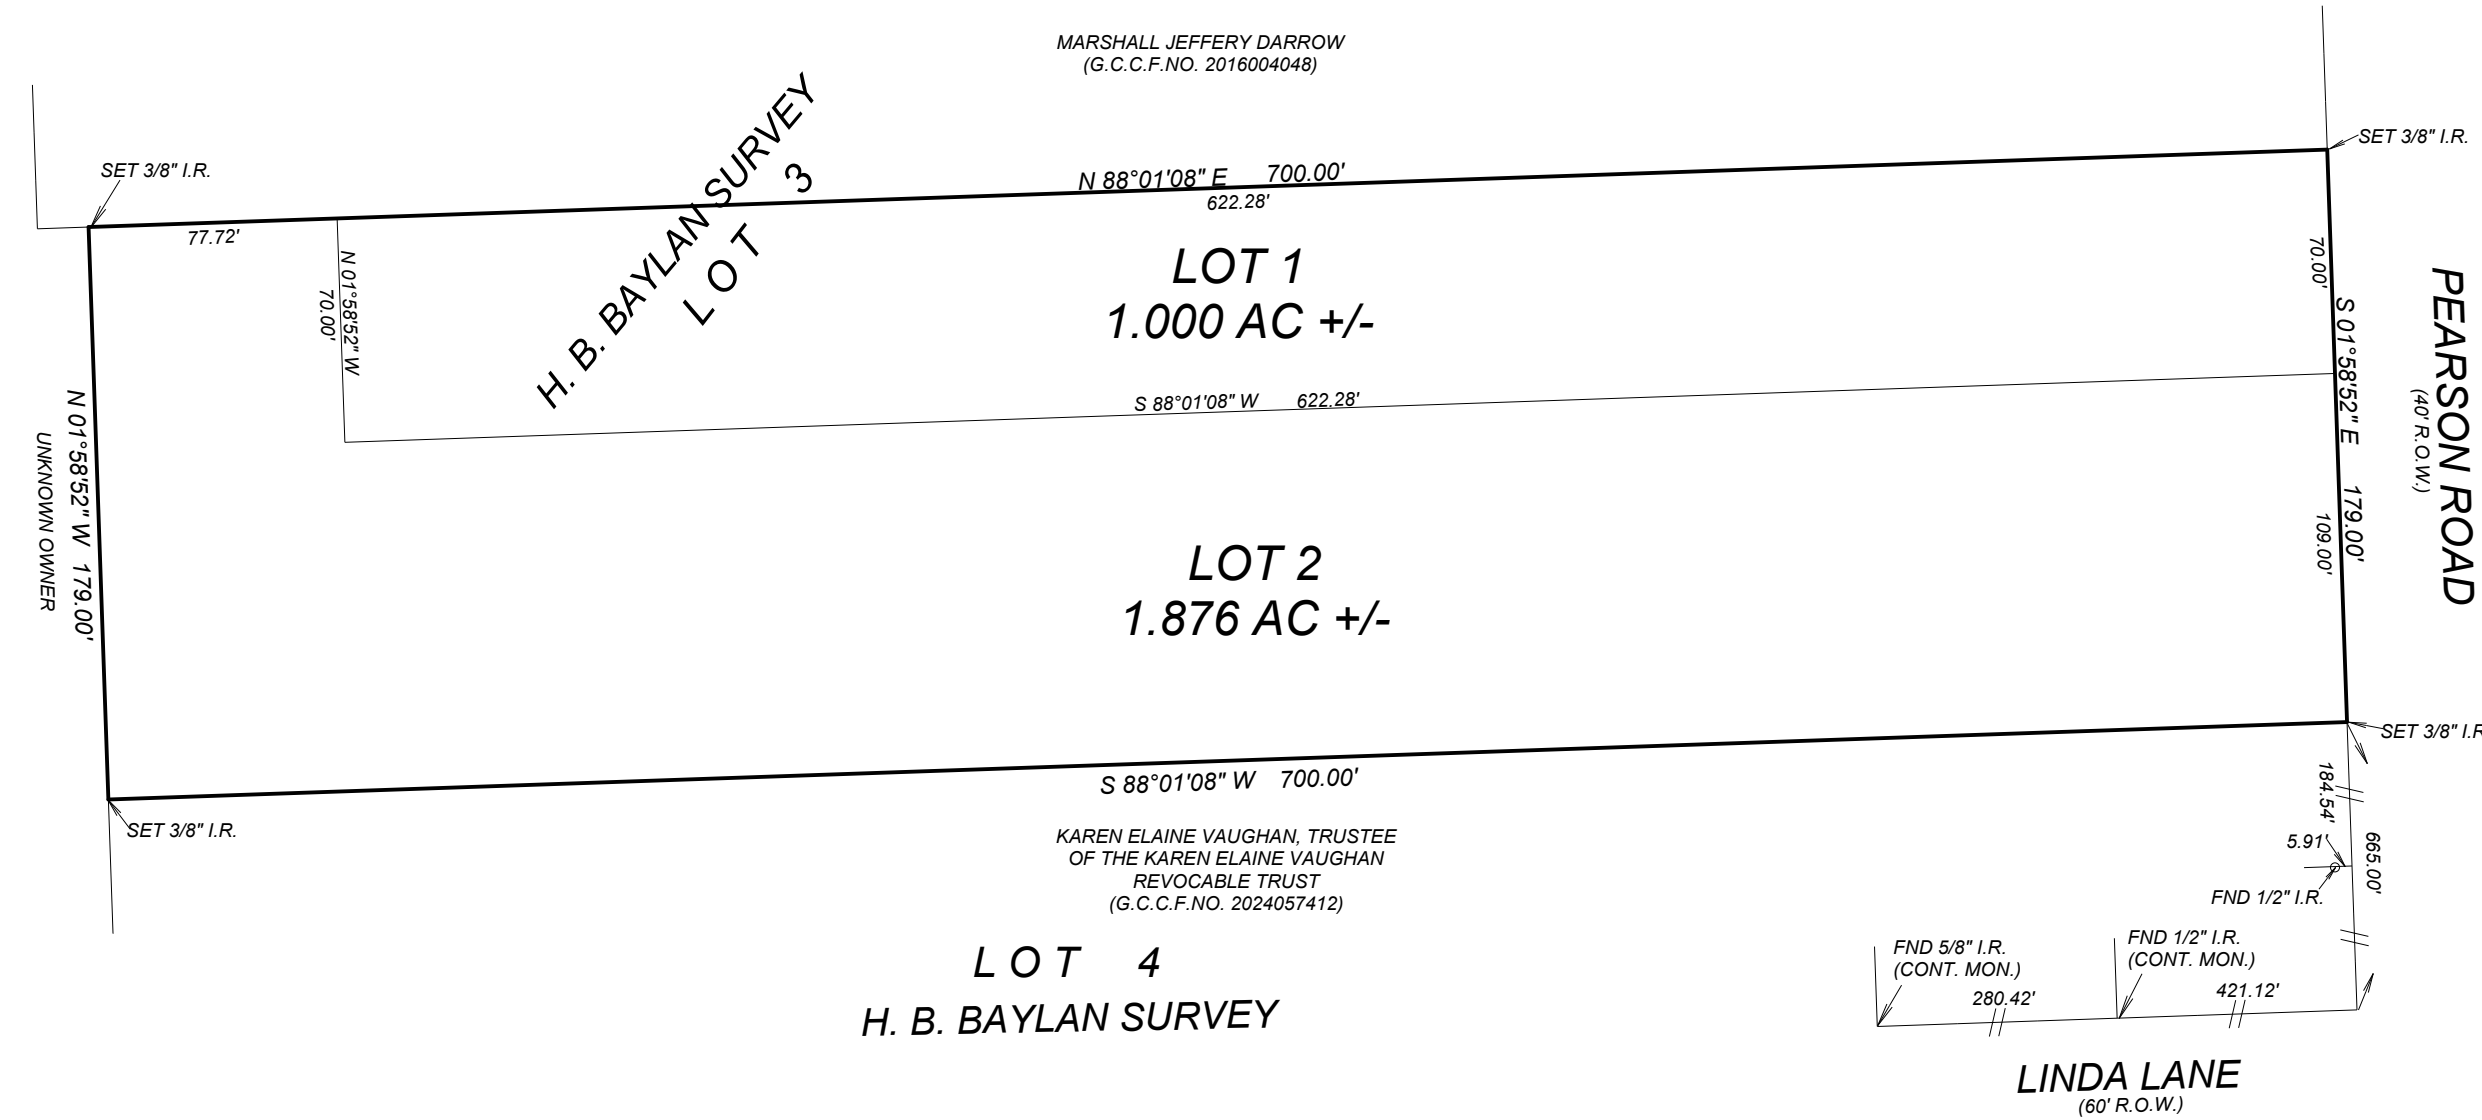 MARSHALL JEFFERY DARROW
(G.C.C.F.NO. 2016004048)
SET 3/8" I.R.
SET 3/8" I.R.
N 88°01'08" E 700.00'
622.28'
77.72'
H. B. BAYLAN SURVEY
LOT 3
N 01°58'52" W
70.00'
LOT 1
1.000 AC +/-
70.00'
S 01°58'52" E 179.00'
109.00'
PEARSON ROAD
(40' R.O.W.)
S 88°01'08" W 622.28'
N 01°58'52" W 179.00'
UNKNOWN OWNER
LOT 2
1.876 AC +/-
SET 3/8" I.R
S 88°01'08" W 700.00'
SET 3/8" I.R.
KAREN ELAINE VAUGHAN, TRUSTEE
OF THE KAREN ELAINE VAUGHAN
REVOCABLE TRUST
(G.C.C.F.NO. 2024057412)
184.54'
665.00'
5.91'
FND 1/2" I.R.
LOT 4
H. B. BAYLAN SURVEY
FND 5/8" I.R.
(CONT. MON.)
FND 1/2" I.R.
(CONT. MON.)
280.42'
421.12'
LINDA LANE
(60' R.O.W.)